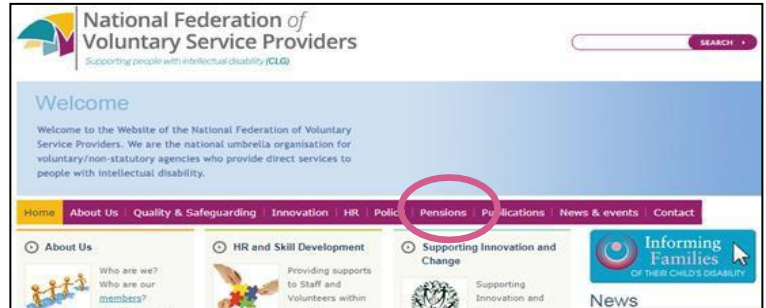 National Federation of
Voluntary Service Providers
Supporting people with intellectual disability (CLG)
SEARCH
Welcome
Welcome to the Website of the National Federation of Voluntary
Service Providers. We are the national umbrella organisation for
voluntary/non-statutory agencies who provide direct services to
people with intellectual disability.
Home About Us Quality & Safeguarding Innovation HR Policy Pensions Publications News & events Contact
About Us
Who are we?
Who are our
members?
HR and Skill Development
Providing supports
to Staff and
Volunteers within
Supporting Innovation and
Change
Supporting
Innovation and
Informing
Families
OF THEIR CHILD'S DISABILITY
News